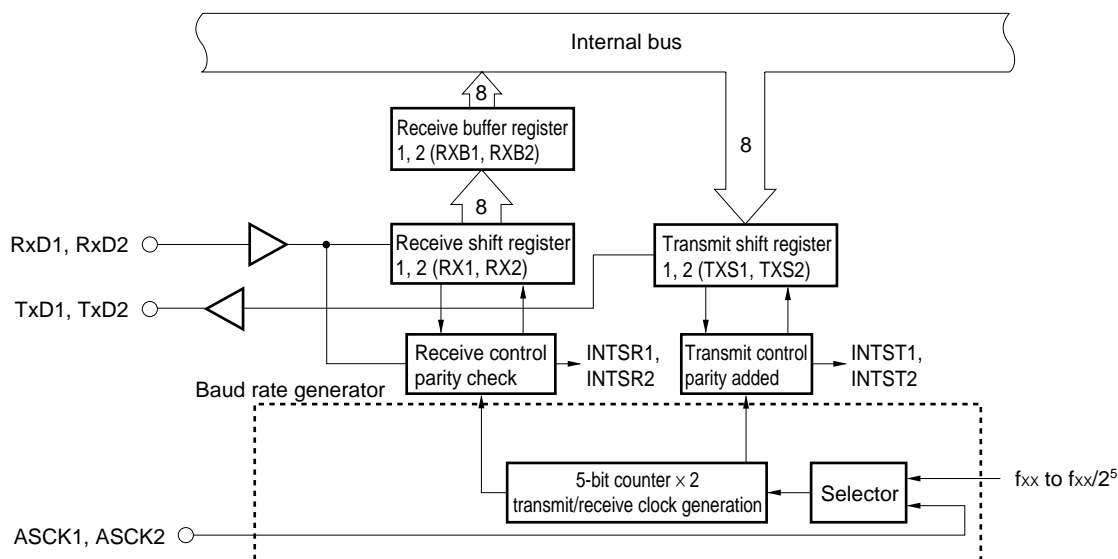 Internal bus
8
Receive buffer register
1, 2 (RXB1, RXB2)
8
8
RxD1, RxD2
Receive shift register
1, 2 (RX1, RX2)
Transmit shift register
1, 2 (TXS1, TXS2)
TxD1, TxD2
Receive control
parity check
INTSR1,
INTSR2
Transmit control
parity added
INTST1,
INTST2
Baud rate generator
5-bit counter × 2
transmit/receive clock generation
Selector
fxx to fxx/2⁵
ASCK1, ASCK2